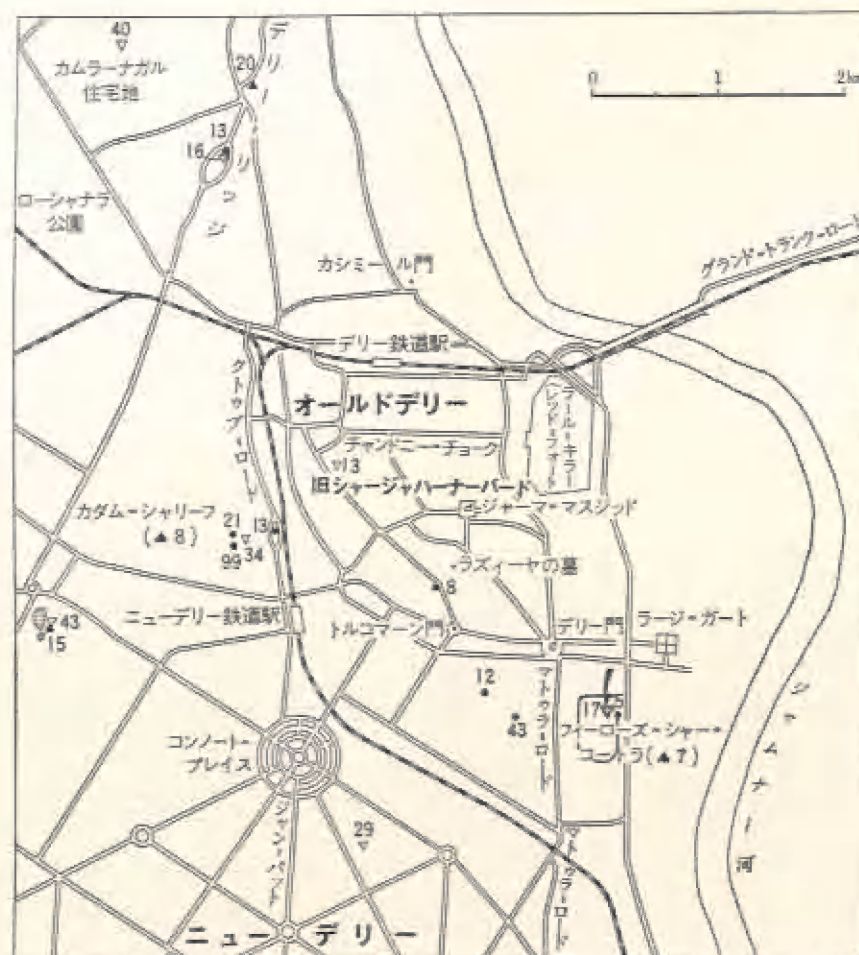 40
カムラーナガル
住宅地
20
デリー・リッジ
0 1 2km
13
16
ローシャナラ
公園
カシミール門
グランド=トランク=ロード
デリー鉄道駅
クトゥブ=ロード
オールドデリー
ラール=キラー
(レッド=フォート)
チャンドニー・チョーク
13
旧シャージャハーナーバード
ジャーマ=マスジッド
カダム=シャリーフ
(▲8)
21
13
34
99
ラズィーヤの墓
8
43
15
ニューデリー鉄道駅
トルコマーン門
デリー門
ラージ=ガート
12
43
マトゥラ=ロード
17
フィーローズ=シャー=
コートラ(▲7)
ジャムナー河
コンノート=
プレイス
ジャン=パット
29
マトゥラ=ロード
ニューデリー